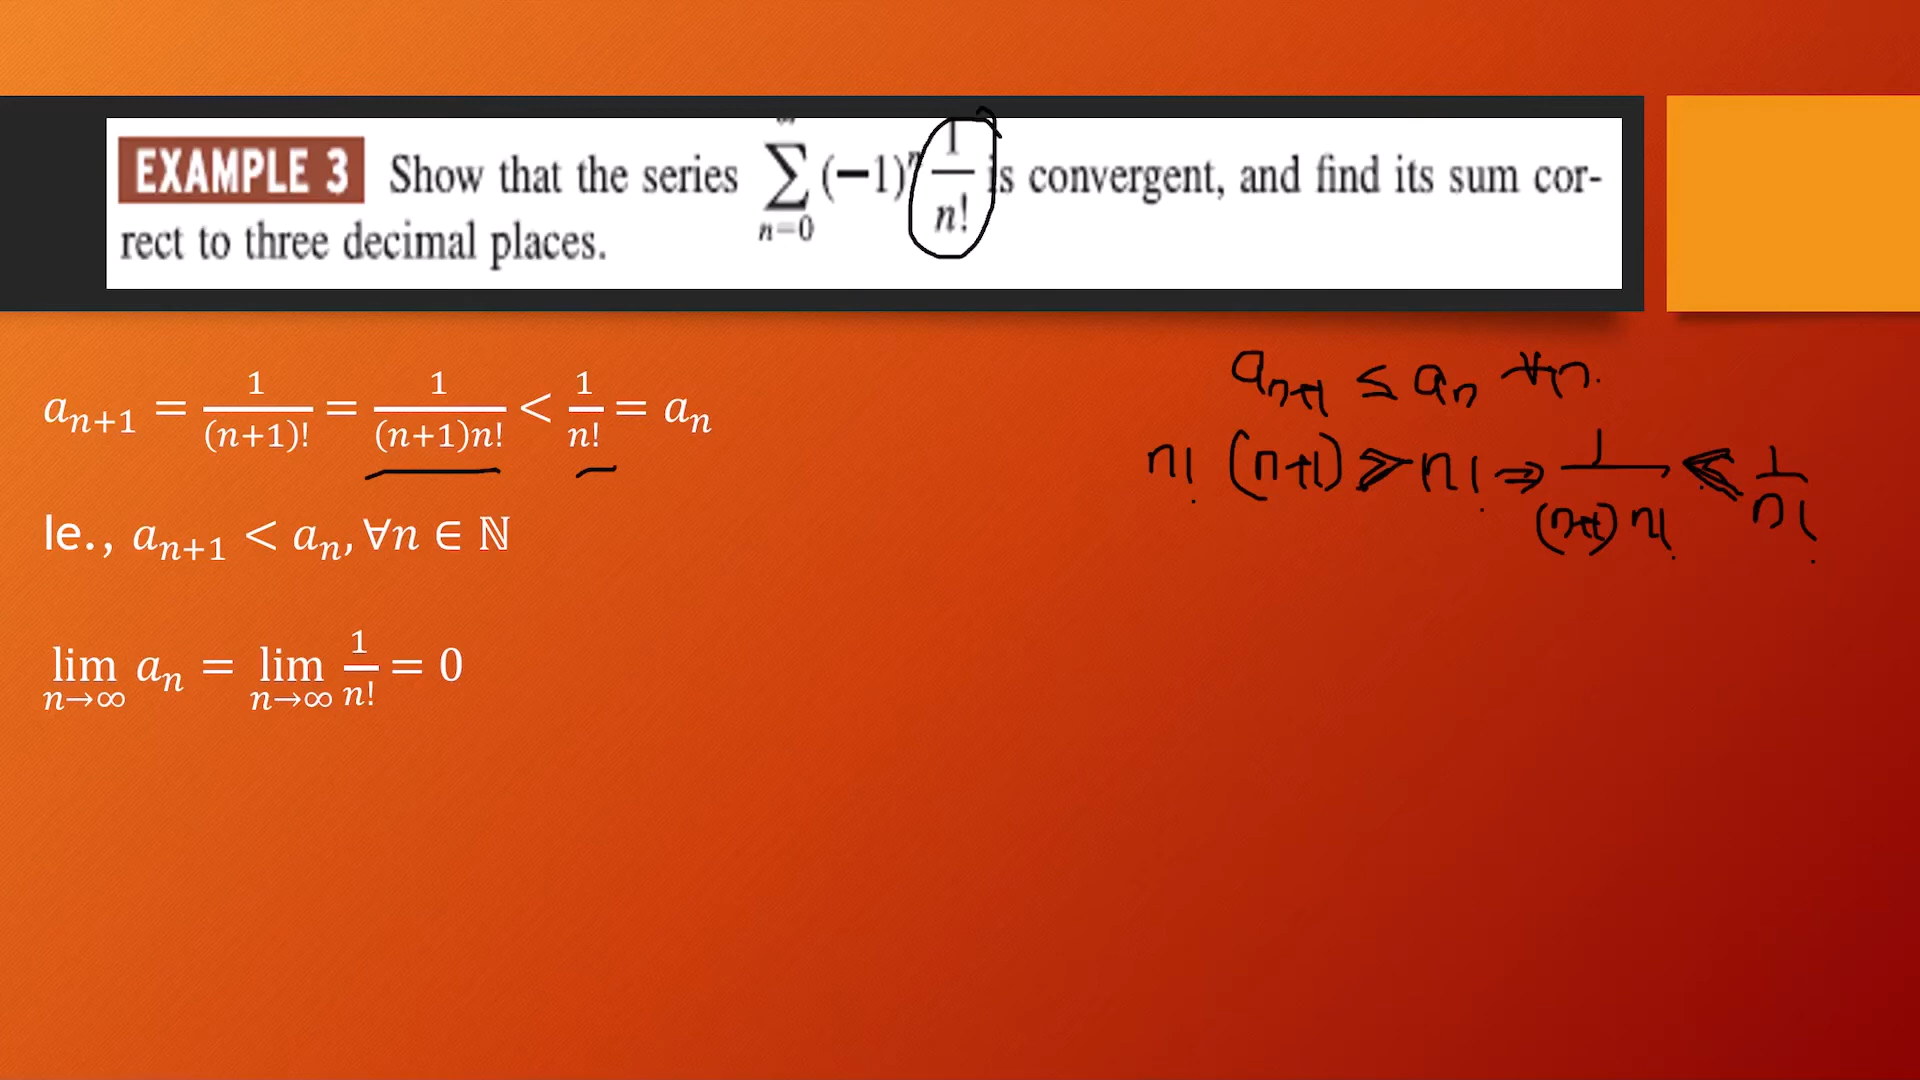 EXAMPLE 3 Show that the series ∑_{n=0}^{∞} (−1)^n 1/n! is convergent, and find its sum cor-
rect to three decimal places.
a_{n+1} = 1/(n+1)! = 1/((n+1)n!) < 1/n! = a_n
Ie., a_{n+1} < a_n, ∀n ∈ ℕ
lim_{n→∞} a_n = lim_{n→∞} 1/n! = 0
a_{n+1} ≤ a_n ∀n.
n! (n+1) > n! ⇒ 1/((n+1) n!) < 1/n!